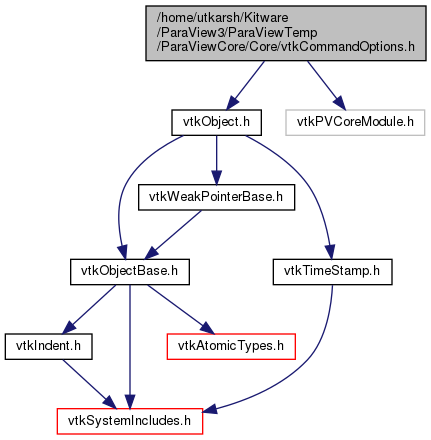 /home/utkarsh/Kitware
/ParaView3/ParaViewTemp
/ParaViewCore/Core/vtkCommandOptions.h
vtkObject.h
vtkPVCoreModule.h
vtkWeakPointerBase.h
vtkObjectBase.h
vtkTimeStamp.h
vtkIndent.h
vtkAtomicTypes.h
vtkSystemIncludes.h